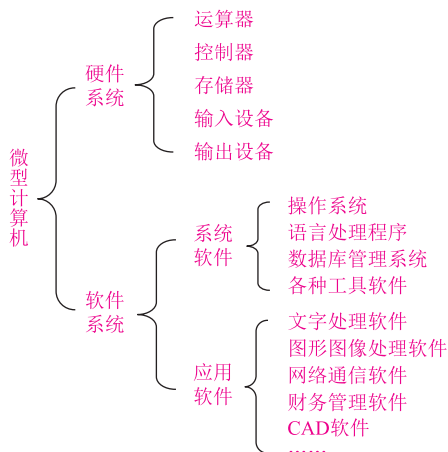 微型计算机
硬件
系统
运算器
控制器
存储器
输入设备
输出设备
软件
系统
系统
软件
操作系统
语言处理程序
数据库管理系统
各种工具软件
应用
软件
文字处理软件
图形图像处理软件
网络通信软件
财务管理软件
CAD软件
……